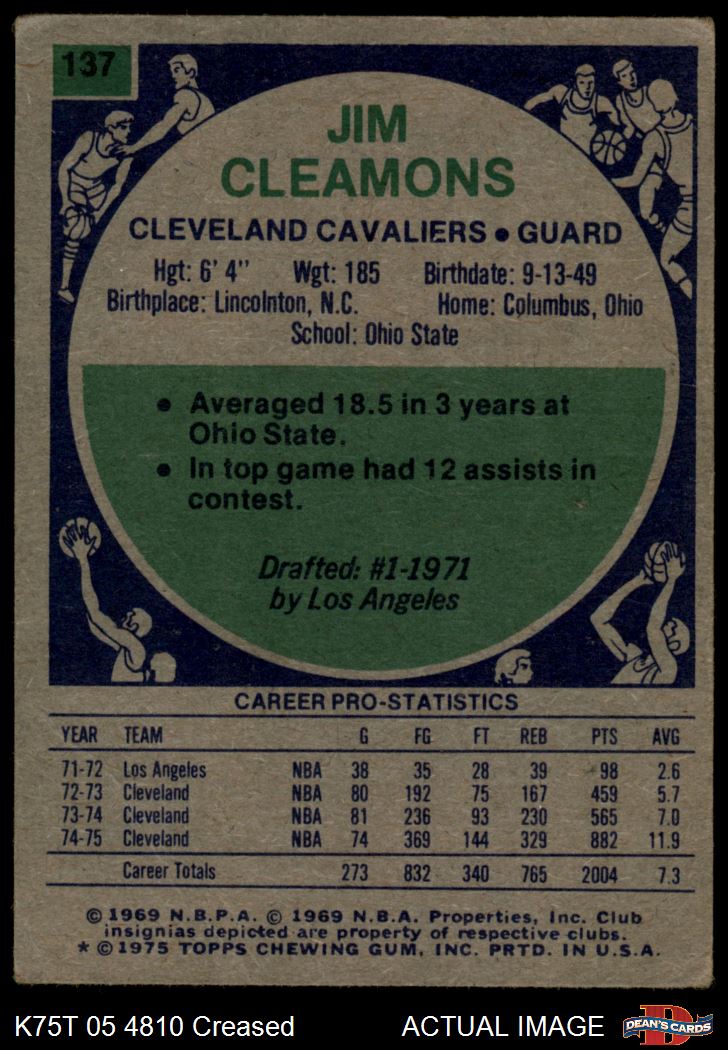 137
JIM
CLEAMONS
CLEVELAND CAVALIERS • GUARD
Hgt: 6' 4" Wgt: 185 Birthdate: 9-13-49
Birthplace: Lincolnton, N.C. Home: Columbus, Ohio
School: Ohio State
• Averaged 18.5 in 3 years at
Ohio State.
• In top game had 12 assists in
contest.
Drafted: #1-1971
by Los Angeles
CAREER PRO-STATISTICS
YEAR TEAM G FG FT REB PTS AVG
71-72 Los Angeles NBA 38 35 28 39 98 2.6
72-73 Cleveland NBA 80 192 75 167 459 5.7
73-74 Cleveland NBA 81 236 93 230 565 7.0
74-75 Cleveland NBA 74 369 144 329 882 11.9
Career Totals 273 832 340 765 2004 7.3
© 1969 N.B.P.A. © 1969 N.B.A. Properties, Inc. Club
insignias depicted are property of respective clubs.
* © 1975 TOPPS CHEWING GUM, INC. PRTD. IN U.S.A.
K75T 05 4810 Creased ACTUAL IMAGE
D
DEAN'S CARDS